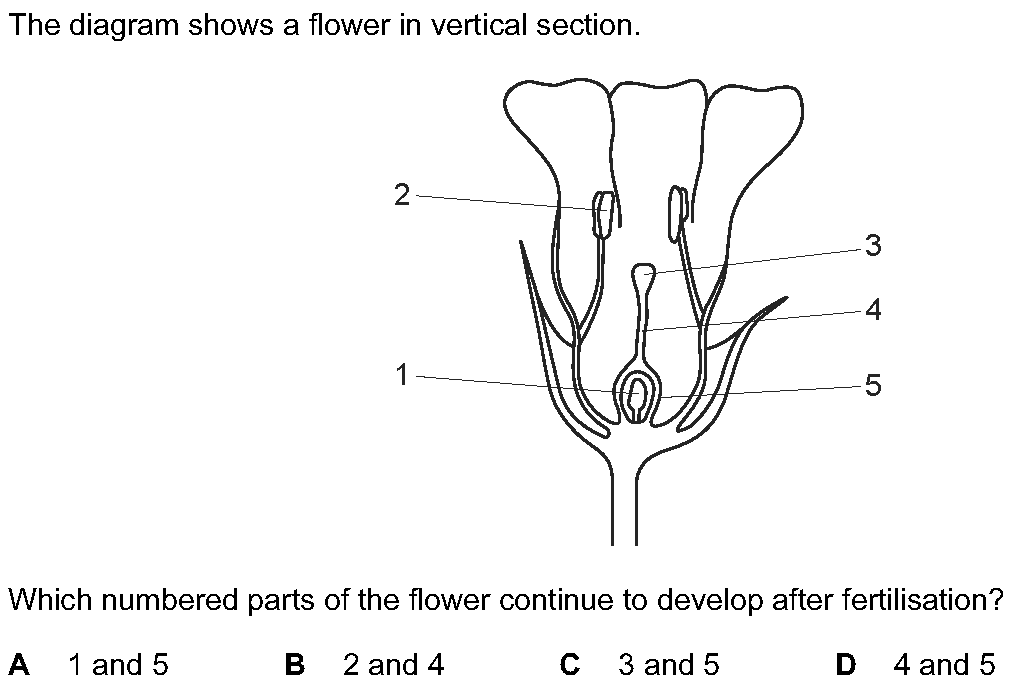 The diagram shows a flower in vertical section.
2
3
4
1
5
Which numbered parts of the flower continue to develop after fertilisation?
A 1 and 5 B 2 and 4 C 3 and 5 D 4 and 5